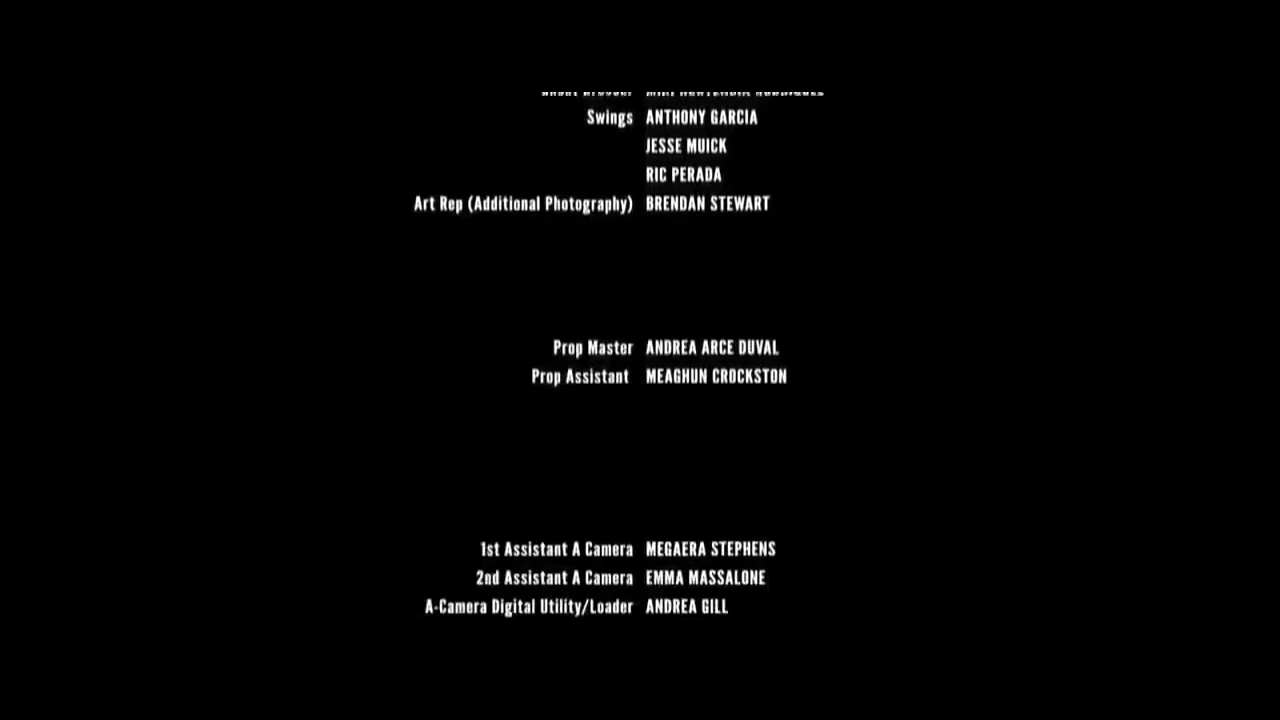 Swings ANTHONY GARCIA
JESSE MUICK
RIC PERADA
Art Rep (Additional Photography) BRENDAN STEWART
Prop Master ANDREA ARCE DUVAL
Prop Assistant MEAGHUN CROCKSTON
1st Assistant A Camera MEGAERA STEPHENS
2nd Assistant A Camera EMMA MASSALONE
A-Camera Digital Utility/Loader ANDREA GILL